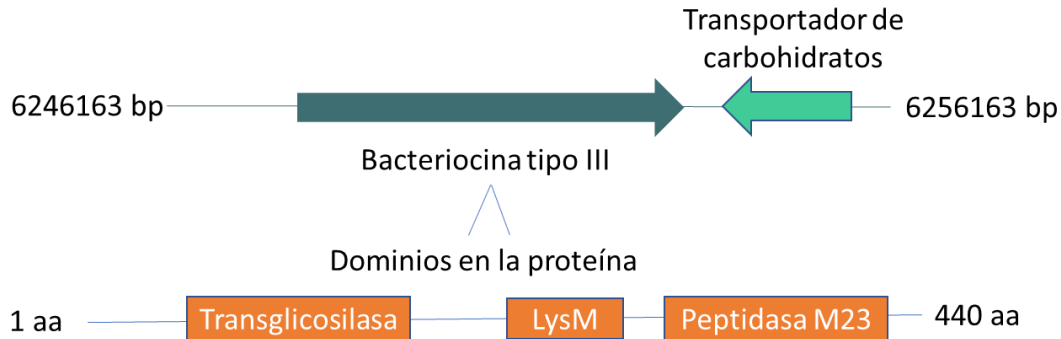 Transportador de
carbohidratos
6246163 bp
6256163 bp
Bacteriocina tipo III
Dominios en la proteína
1 aa
Transglicosilasa
LysM
Peptidasa M23
440 aa